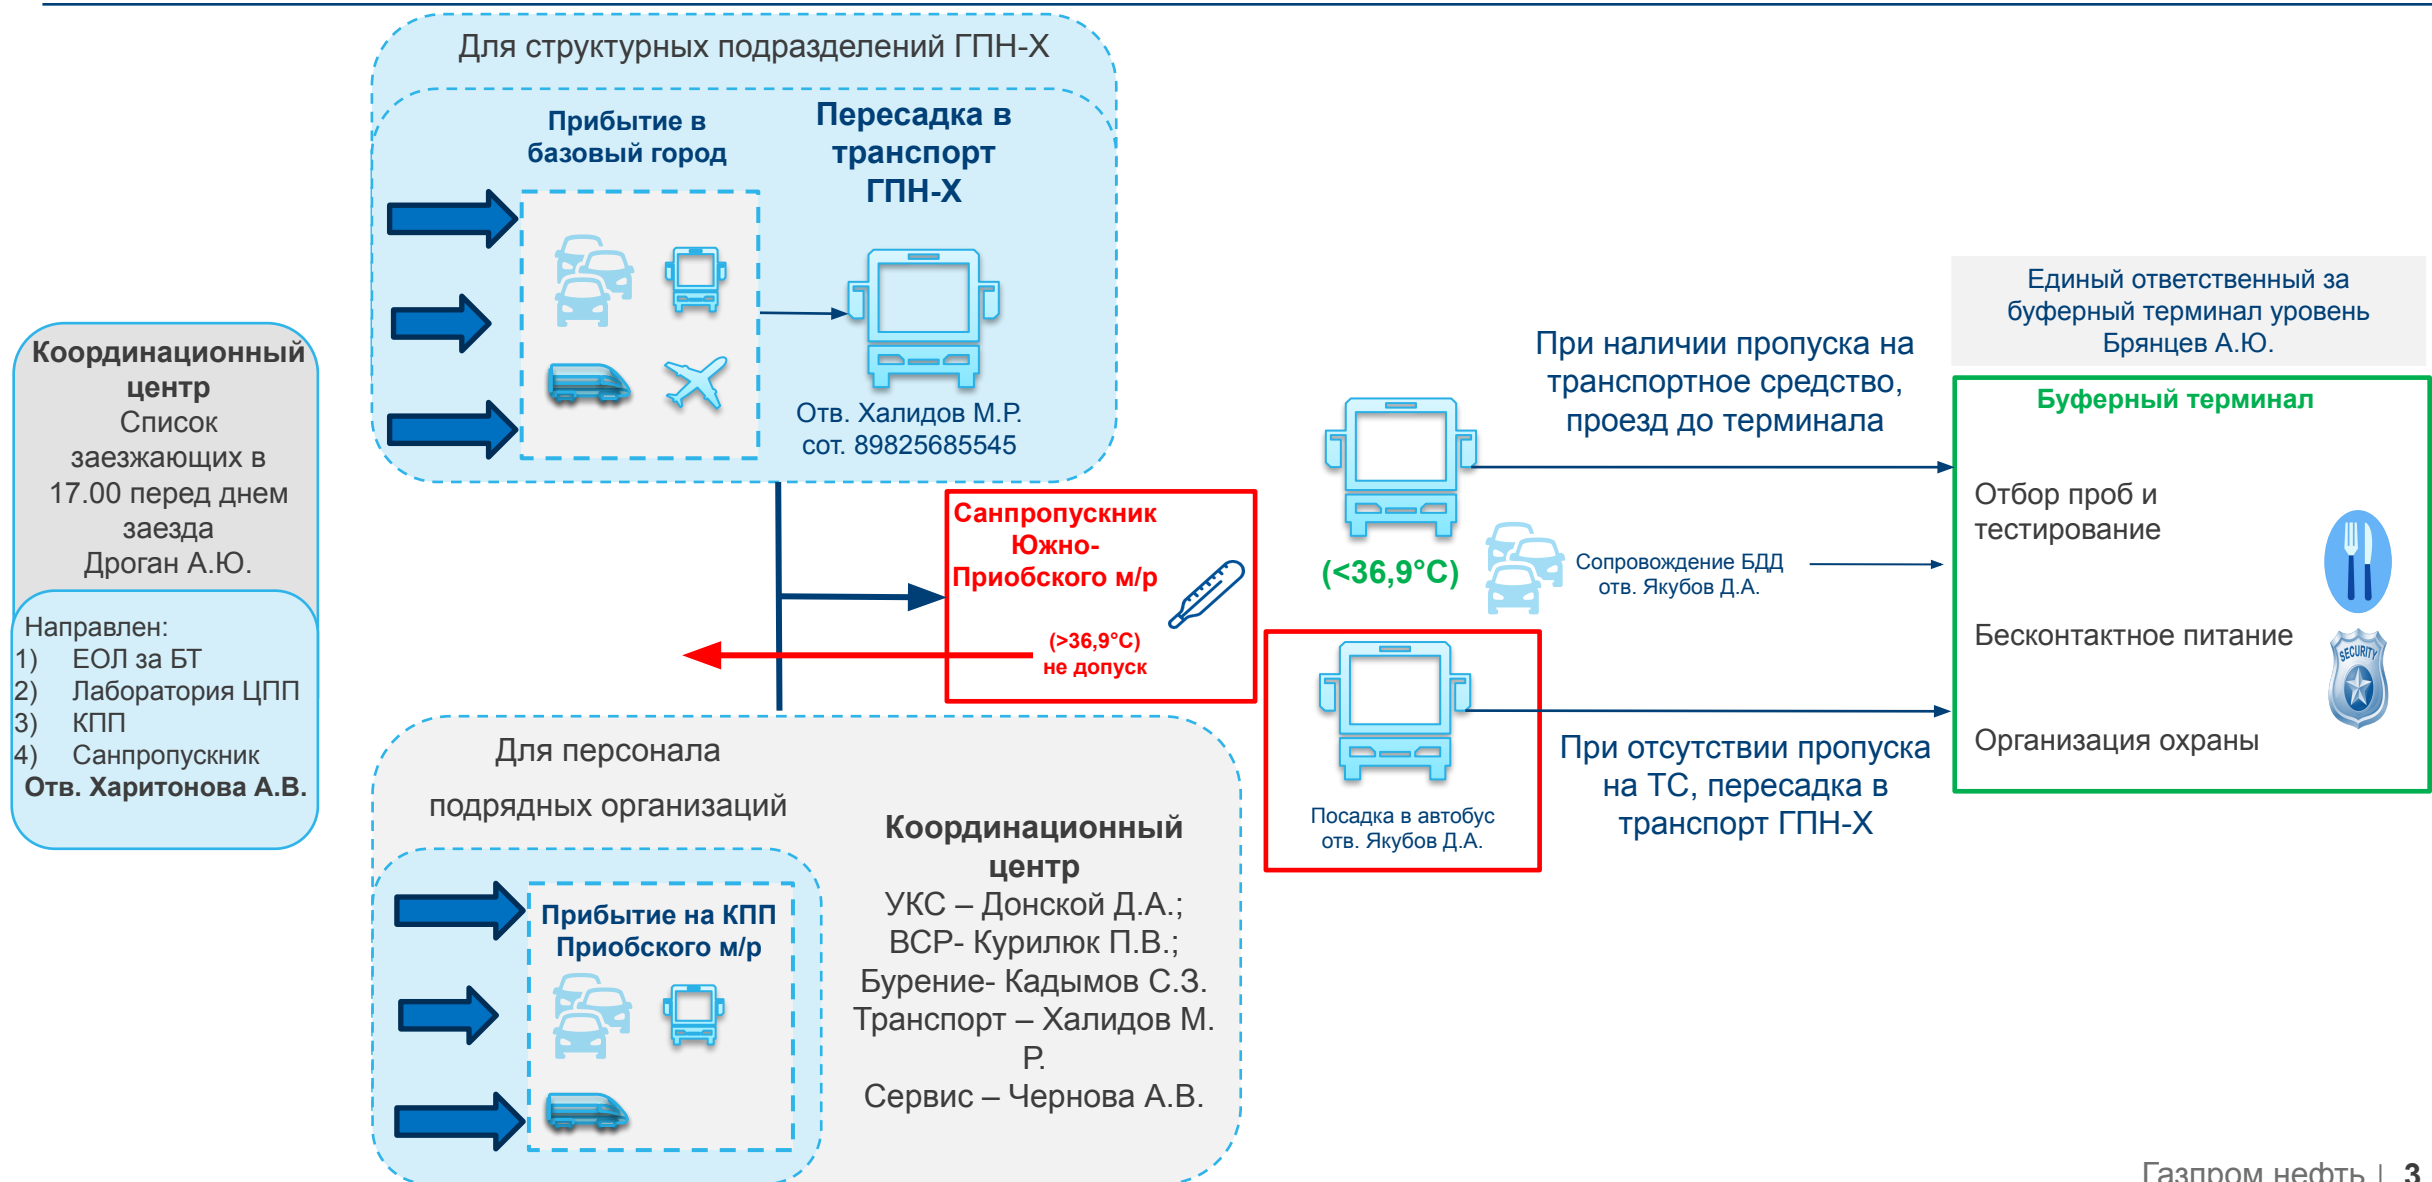 Для структурных подразделений ГПН-Х
Прибытие в
базовый город
Пересадка в
транспорт
ГПН-Х
Отв. Халидов М.Р.
сот. 89825685545
Координационный
центр
Список
заезжающих в
17.00 перед днем
заезда
Дроган А.Ю.
Направлен:
1) ЕОЛ за БТ
2) Лаборатория ЦПП
3) КПП
4) Санпропускник
Отв. Харитонова А.В.
Санпропускник
Южно-
Приобского м/р
(>36,9°C)
не допуск
Для персонала
подрядных организаций
Прибытие на КПП
Приобского м/р
Координационный
центр
УКС – Донской Д.А.;
ВСР- Курилюк П.В.;
Бурение- Кадымов С.З.
Транспорт – Халидов М.
Р.
Сервис – Чернова А.В.
При наличии пропуска на
транспортное средство,
проезд до терминала
(<36,9°C)
Сопровождение БДД
отв. Якубов Д.А.
Посадка в автобус
отв. Якубов Д.А.
При отсутствии пропуска
на ТС, пересадка в
транспорт ГПН-Х
Единый ответственный за
буферный терминал уровень
Брянцев А.Ю.
Буферный терминал
Отбор проб и
тестирование
Бесконтактное питание
SECURITY
Организация охраны
Газпром нефть | 3